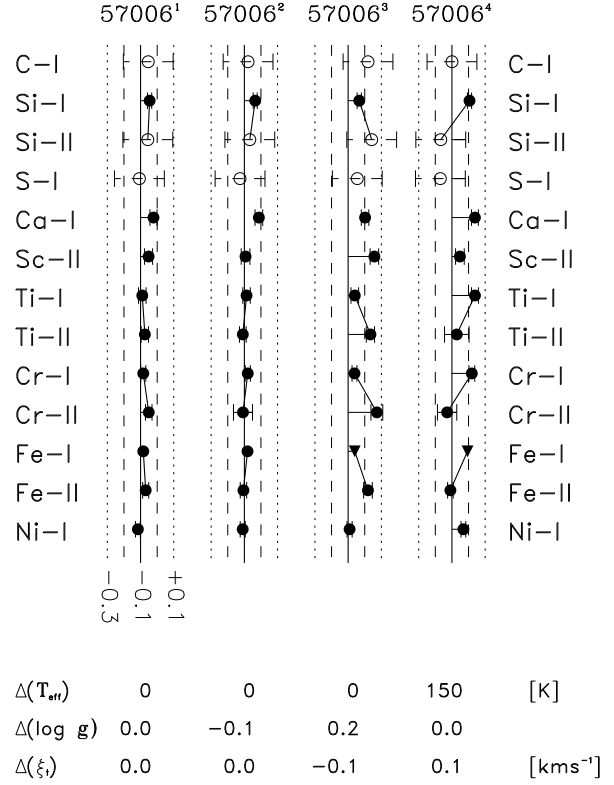 57006¹ 57006² 57006³ 57006⁴
C-I C-I
Si-I Si-I
Si-II Si-II
S-I S-I
Ca-I Ca-I
Sc-II Sc-II
Ti-I Ti-I
Ti-II Ti-II
Cr-I Cr-I
Cr-II Cr-II
Fe-I Fe-I
Fe-II Fe-II
Ni-I Ni-I
-0.3 -0.1 +0.1
Δ(Teff) 0 0 0 150 [K]
Δ(log g) 0.0 -0.1 0.2 0.0
Δ(ξt) 0.0 0.0 -0.1 0.1 [kms⁻¹]